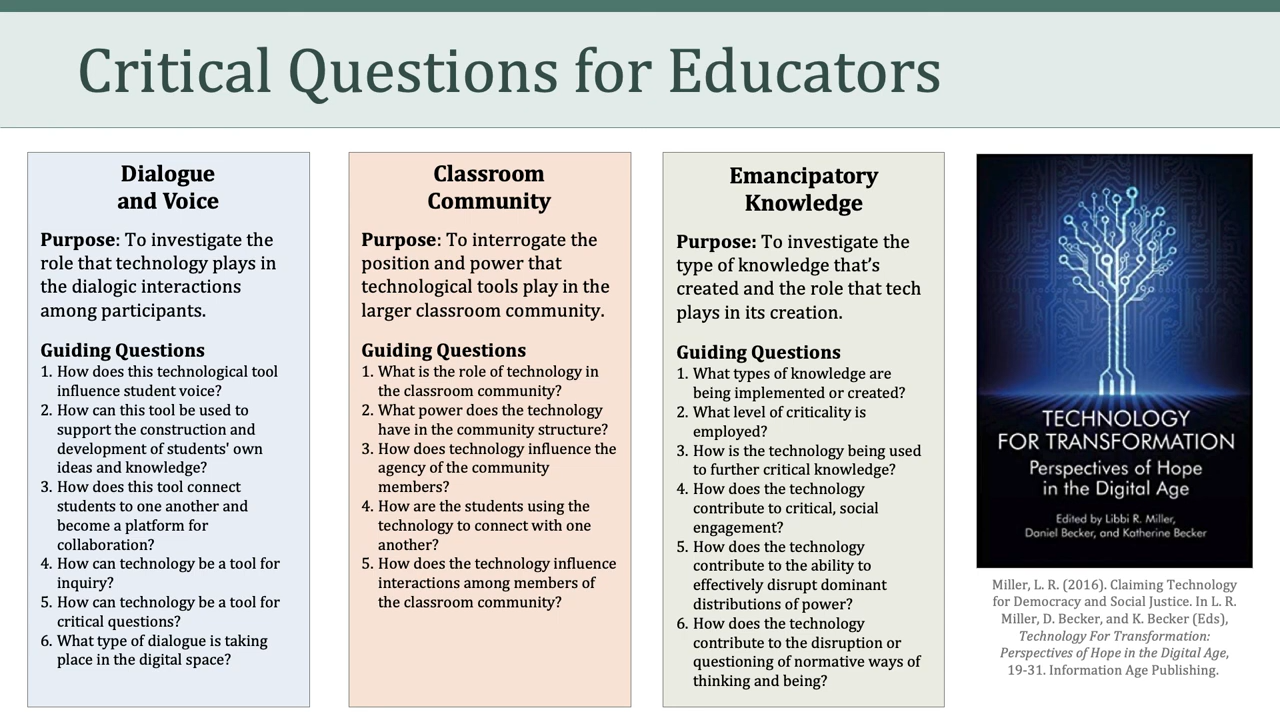 Critical Questions for Educators
Dialogue
and Voice
Purpose: To investigate the
role that technology plays in
the dialogic interactions
among participants.
Guiding Questions
1. How does this technological tool
influence student voice?
2. How can this tool be used to
support the construction and
development of students' own
ideas and knowledge?
3. How does this tool connect
students to one another and
become a platform for
collaboration?
4. How can technology be a tool for
inquiry?
5. How can technology be a tool for
critical questions?
6. What type of dialogue is taking
place in the digital space?
Classroom
Community
Purpose: To interrogate the
position and power that
technological tools play in the
larger classroom community.
Guiding Questions
1. What is the role of technology in
the classroom community?
2. What power does the technology
have in the community structure?
3. How does technology influence the
agency of the community
members?
4. How are the students using the
technology to connect with one
another?
5. How does the technology influence
interactions among members of
the classroom community?
Emancipatory
Knowledge
Purpose: To investigate the
type of knowledge that’s
created and the role that tech
plays in its creation.
Guiding Questions
1. What types of knowledge are
being implemented or created?
2. What level of criticality is
employed?
3. How is the technology being used
to further critical knowledge?
4. How does the technology
contribute to critical, social
engagement?
5. How does the technology
contribute to the ability to
effectively disrupt dominant
distributions of power?
6. How does the technology
contribute to the disruption or
questioning of normative ways of
thinking and being?
TECHNOLOGY
FOR TRANSFORMATION
Perspectives of Hope
in the Digital Age
Edited by Libbi R. Miller,
Daniel Becker, and Katherine Becker
Miller, L. R. (2016). Claiming Technology
for Democracy and Social Justice. In L. R.
Miller, D. Becker, and K. Becker (Eds),
Technology For Transformation:
Perspectives of Hope in the Digital Age,
19-31. Information Age Publishing.